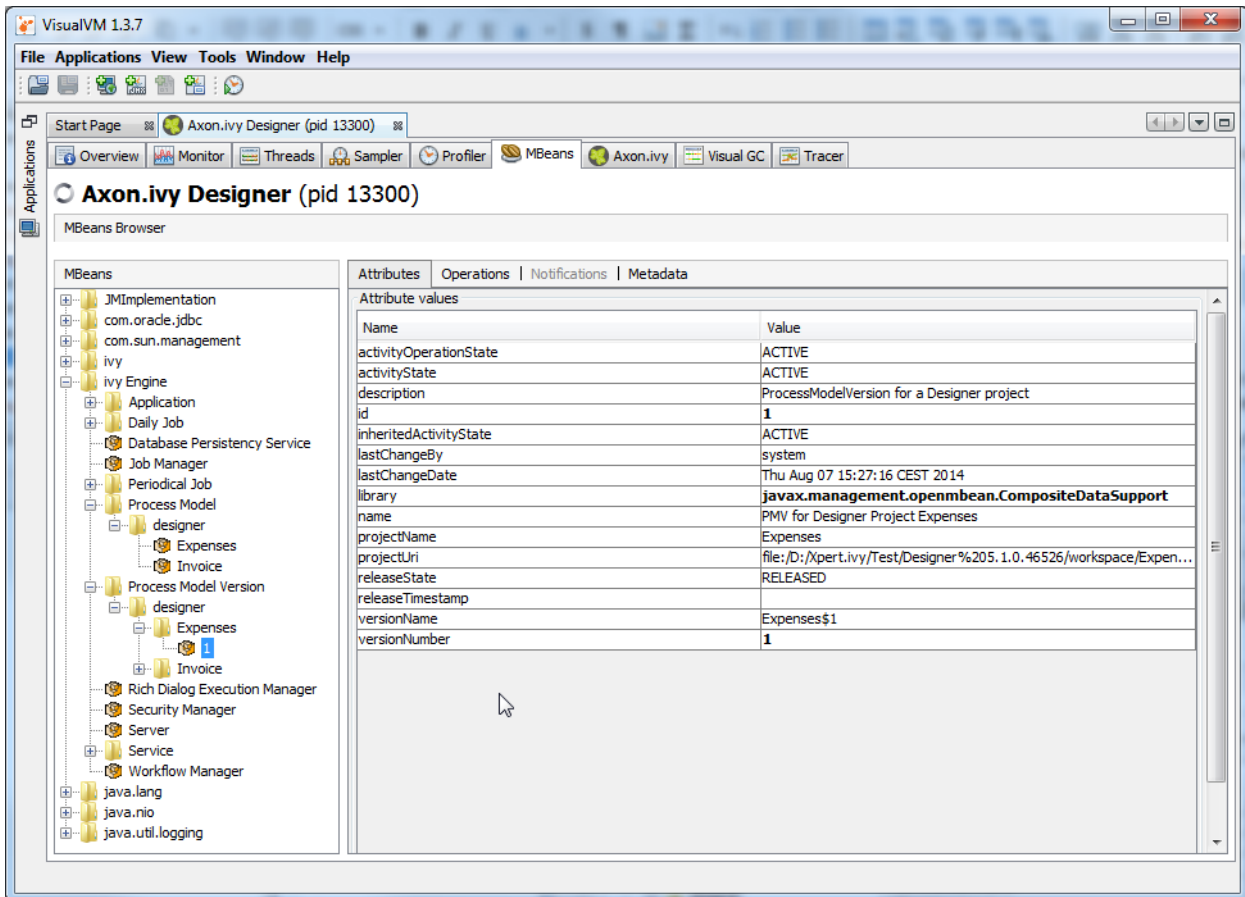 VisualVM 1.3.7
File Applications View Tools Window Help
Start Page Axon.ivy Designer (pid 13300)
Applications
Overview Monitor Threads Sampler Profiler MBeans Axon.ivy Visual GC Tracer
Axon.ivy Designer (pid 13300)
MBeans Browser
MBeans
JMImplementation
com.oracle.jdbc
com.sun.management
ivy
ivy Engine
Application
Daily Job
Database Persistency Service
Job Manager
Periodical Job
Process Model
designer
Expenses
Invoice
Process Model Version
designer
Expenses
1
Invoice
Rich Dialog Execution Manager
Security Manager
Server
Service
Workflow Manager
java.lang
java.nio
java.util.logging
Attributes Operations | Notifications | Metadata
Attribute values
Name Value
activityOperationState ACTIVE
activityState ACTIVE
description ProcessModelVersion for a Designer project
id 1
inheritedActivityState ACTIVE
lastChangeBy system
lastChangeDate Thu Aug 07 15:27:16 CEST 2014
library javax.management.openmbean.CompositeDataSupport
name PMV for Designer Project Expenses
projectName Expenses
projectUri file:/D:/Xpert.ivy/Test/Designer%205.1.0.46526/workspace/Expen...
releaseState RELEASED
releaseTimestamp
versionName Expenses$1
versionNumber 1